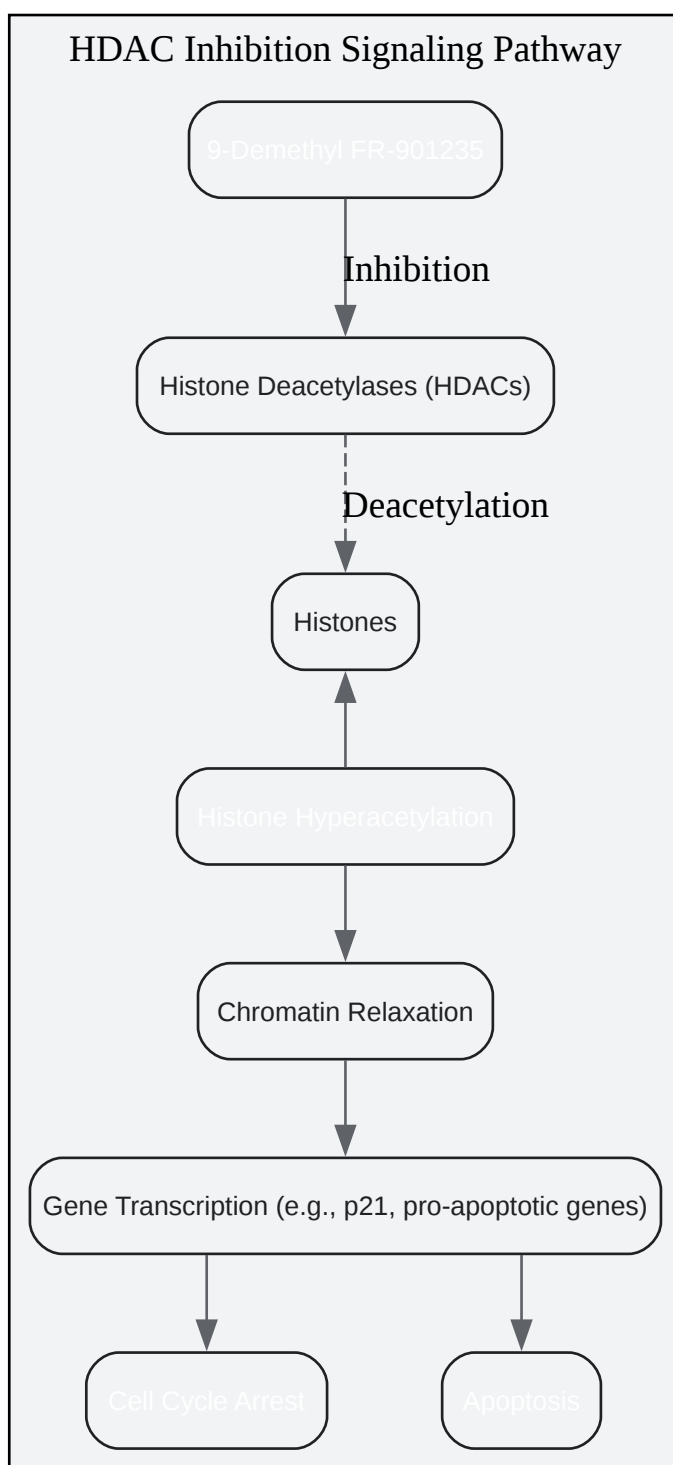 HDAC Inhibition Signaling Pathway
9-Demethyl FR-901235
Inhibition
Histone Deacetylases (HDACs)
Deacetylation
Histones
Histone Hyperacetylation
Chromatin Relaxation
Gene Transcription (e.g., p21, pro-apoptotic genes)
Cell Cycle Arrest
Apoptosis